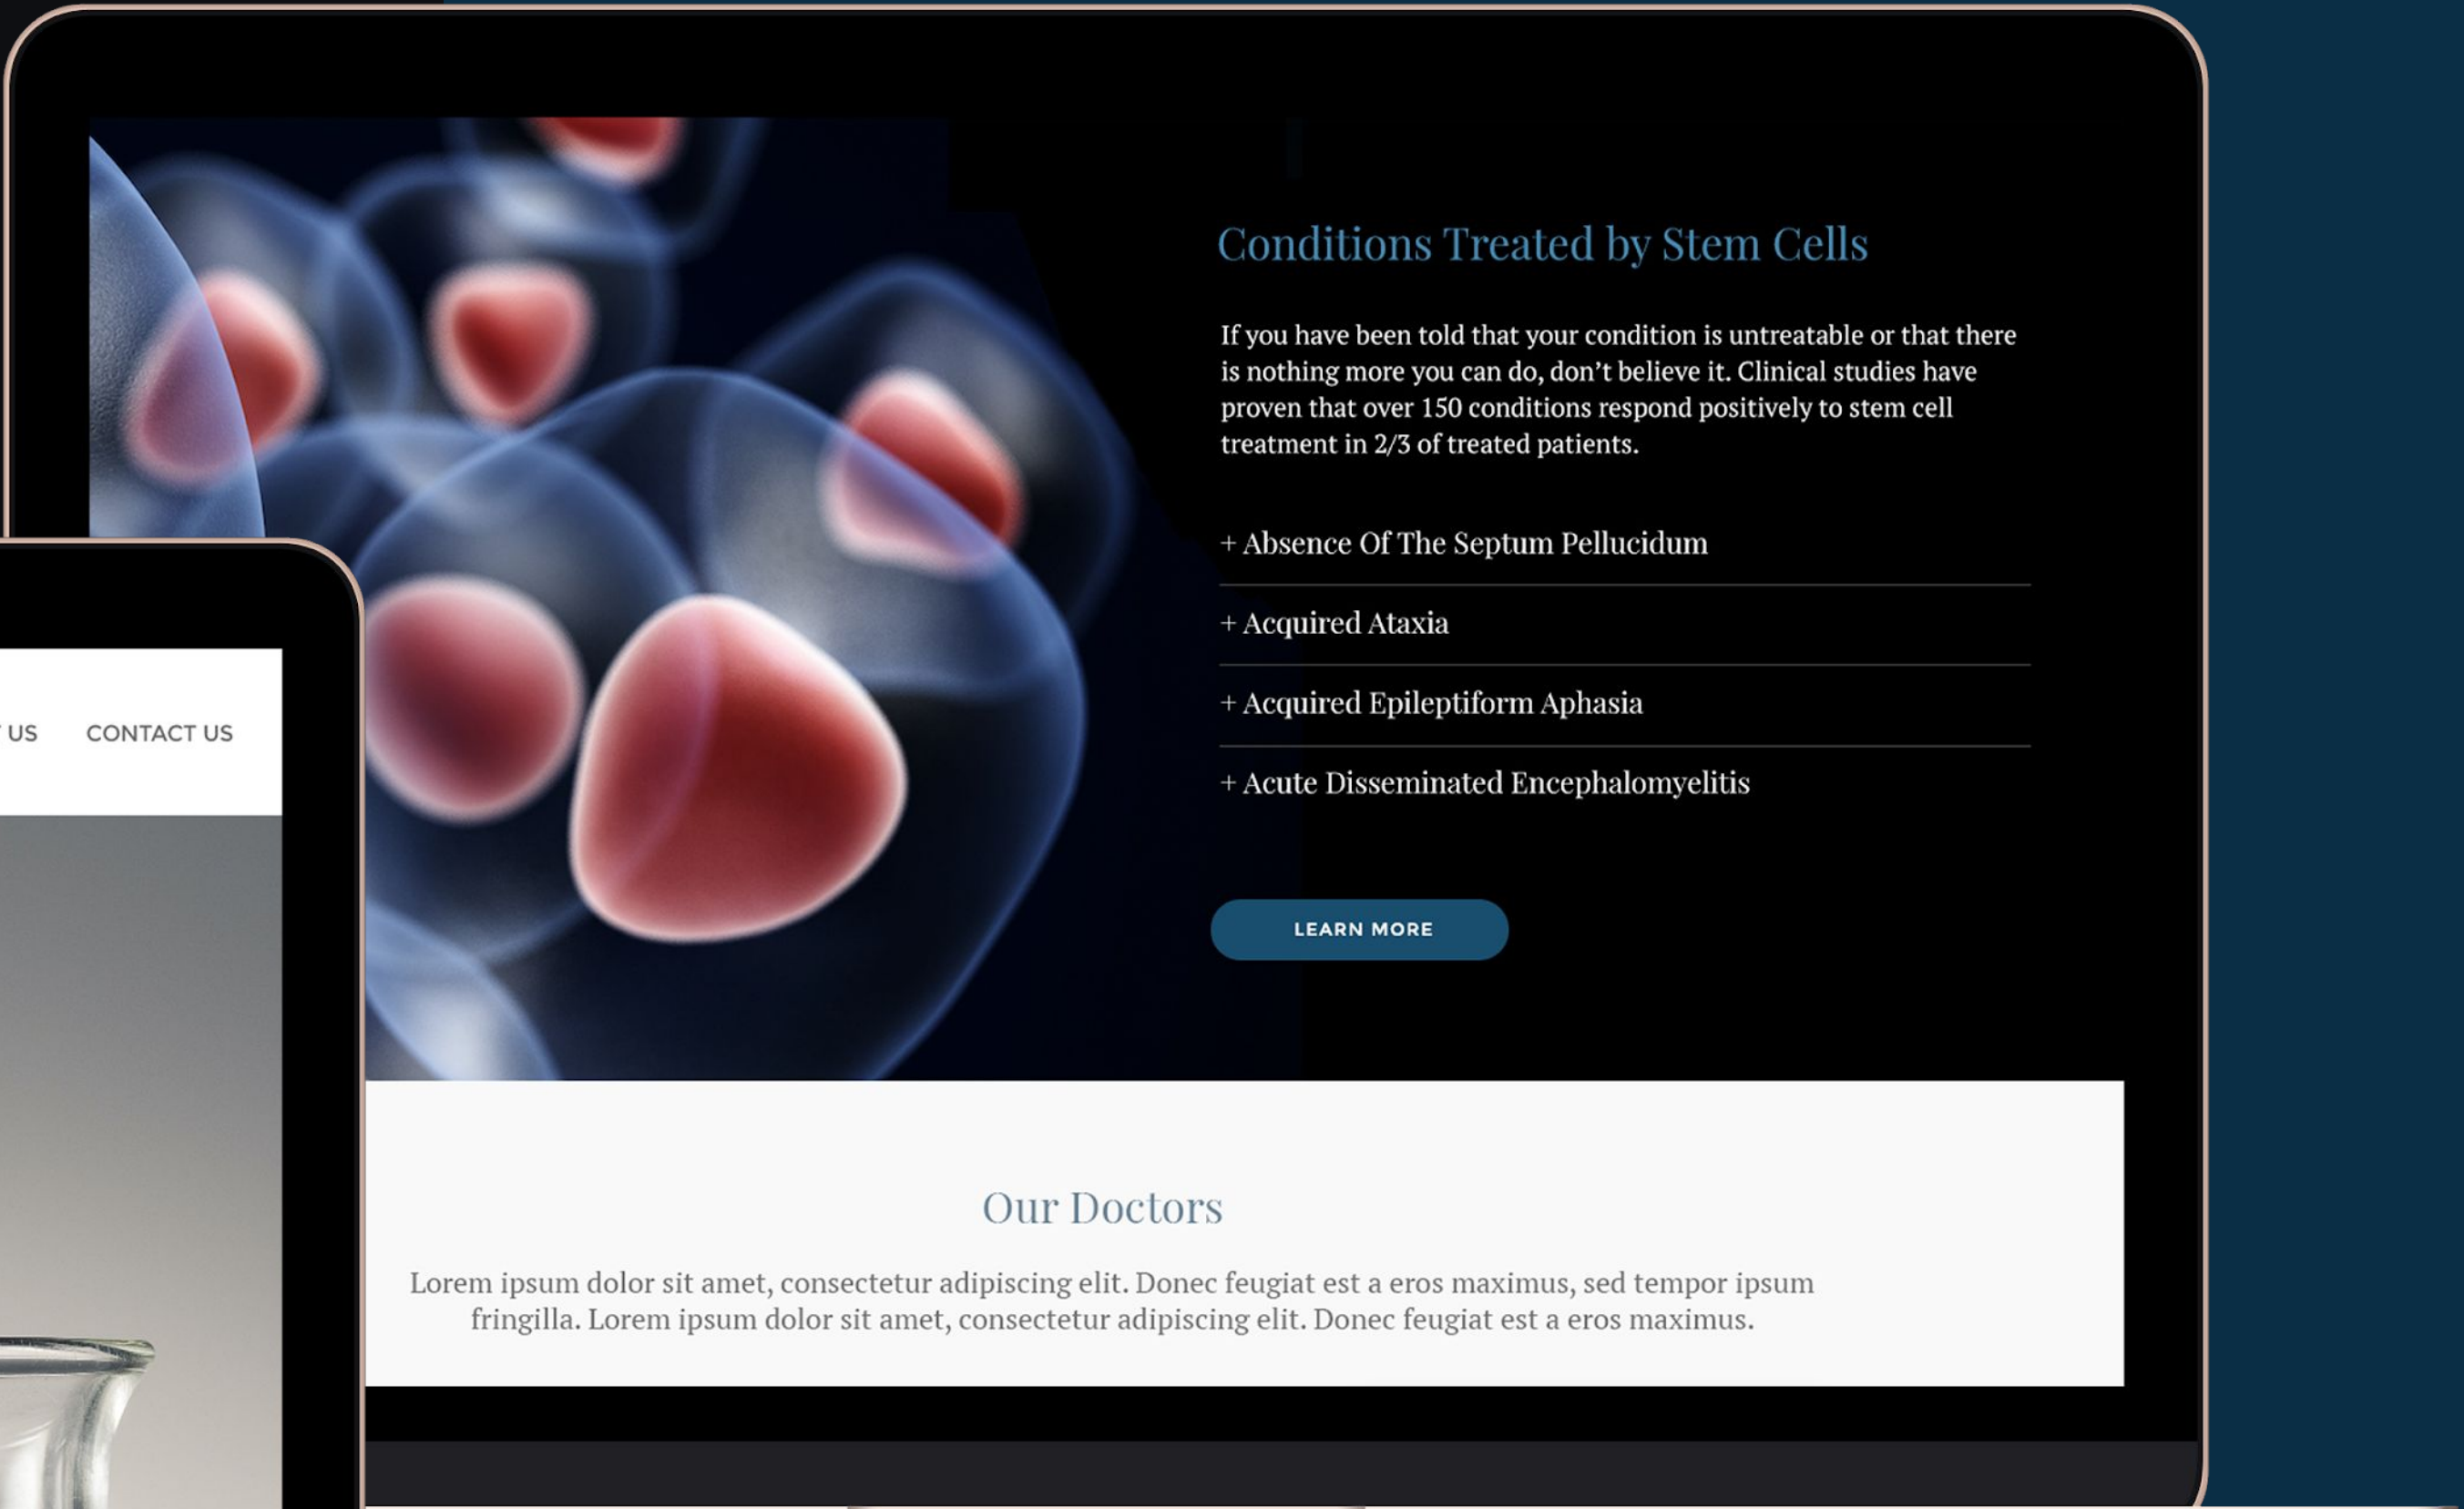 Conditions Treated by Stem Cells
If you have been told that your condition is untreatable or that there
is nothing more you can do, don’t believe it. Clinical studies have
proven that over 150 conditions respond positively to stem cell
treatment in 2/3 of treated patients.
+ Absence Of The Septum Pellucidum
+ Acquired Ataxia
+ Acquired Epileptiform Aphasia
+ Acute Disseminated Encephalomyelitis
LEARN MORE
US CONTACT US
Our Doctors
Lorem ipsum dolor sit amet, consectetur adipiscing elit. Donec feugiat est a eros maximus, sed tempor ipsum
fringilla. Lorem ipsum dolor sit amet, consectetur adipiscing elit. Donec feugiat est a eros maximus.